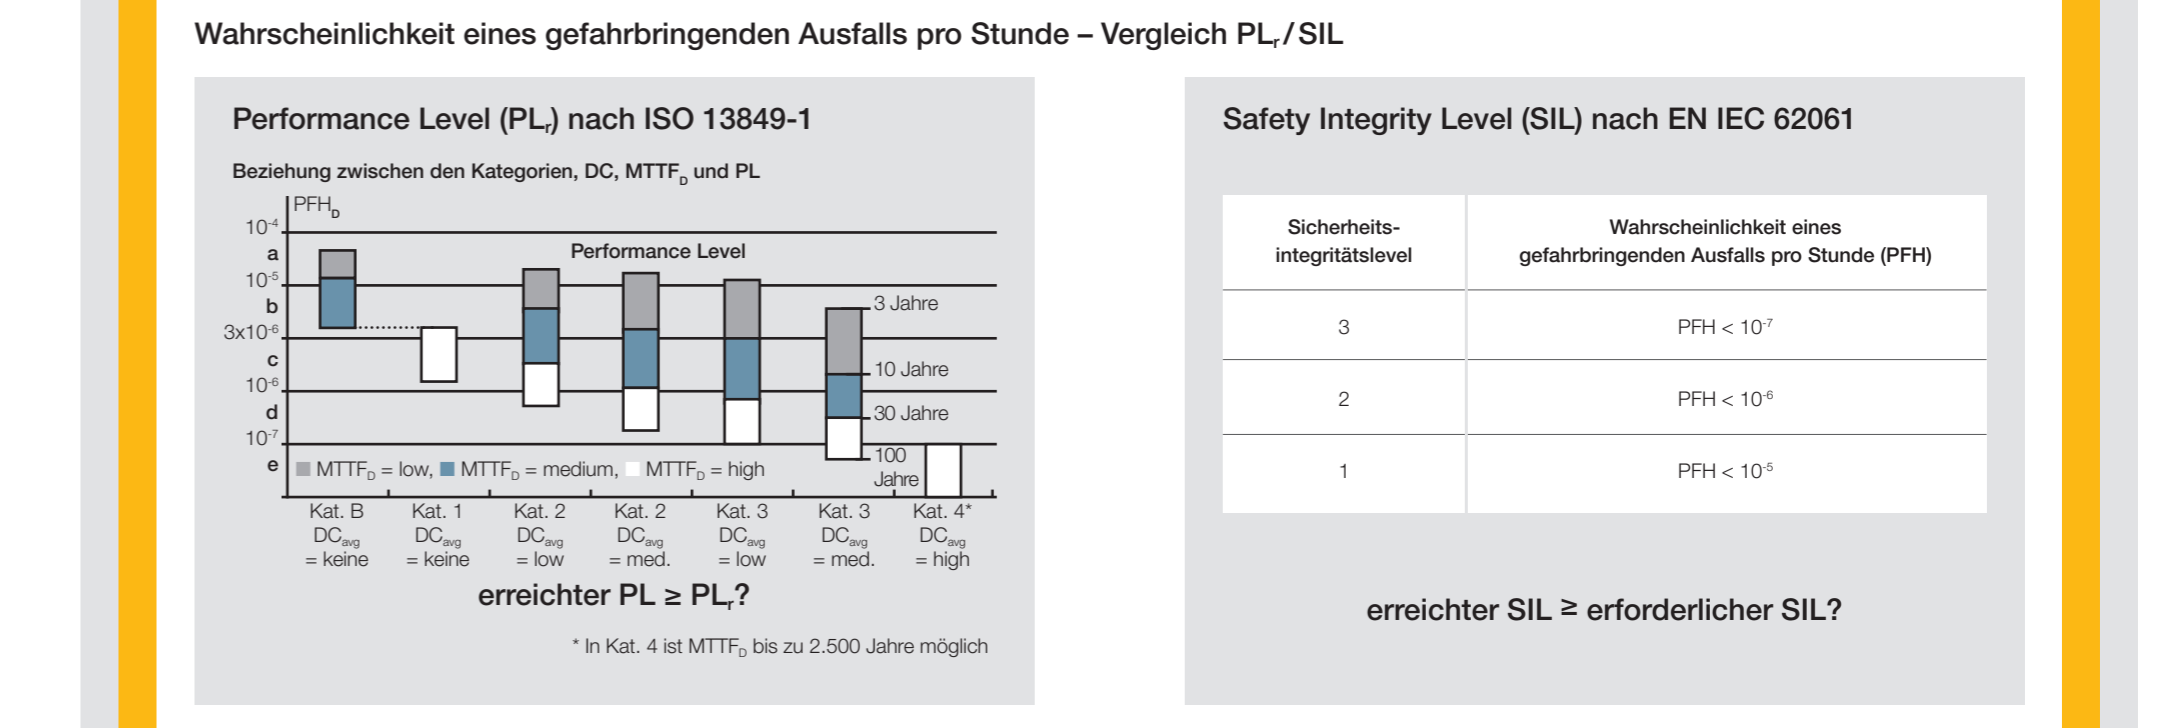 Wahrscheinlichkeit eines gefahrbringenden Ausfalls pro Stunde – Vergleich PLr/SIL
Performance Level (PLr) nach ISO 13849-1
Beziehung zwischen den Kategorien, DC, MTTFD und PL
PFHD
10-4
a
Performance Level
10-5
b
3 Jahre
3x10-6
c
10 Jahre
10-6
d
30 Jahre
10-7
e
MTTFD = low, MTTFD = medium, MTTFD = high
100
Jahre
Kat. B Kat. 1 Kat. 2 Kat. 2 Kat. 3 Kat. 3 Kat. 4*
DCavg DCavg DCavg DCavg DCavg DCavg DCavg
= keine = keine = low = med. = low = med. = high
erreichter PL ≥ PLr?
* In Kat. 4 ist MTTFD bis zu 2.500 Jahre möglich
Safety Integrity Level (SIL) nach EN IEC 62061
Sicherheits-
integritätslevel
Wahrscheinlichkeit eines
gefahrbringenden Ausfalls pro Stunde (PFH)
3 PFH < 10-7
2 PFH < 10-6
1 PFH < 10-5
erreichter SIL ≥ erforderlicher SIL?